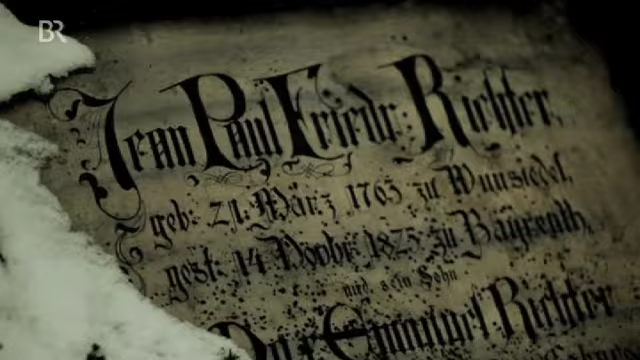 BR
Jean Paul Friedr: Richter,
geb: 21. März 1763 zu Wunsiedel,
gest: 14 Novbr 1825 zu Bayreuth,
und sein Sohn
Emanuel Richter